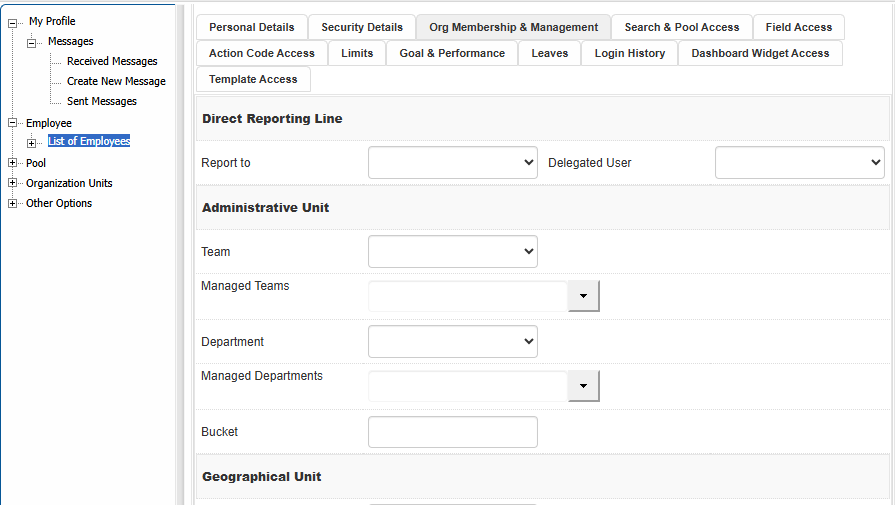 My Profile
Messages
Received Messages
Create New Message
Sent Messages
Employee
List of Employees
Pool
Organization Units
Other Options
Personal Details
Security Details
Org Membership & Management
Search & Pool Access
Field Access
Action Code Access
Limits
Goal & Performance
Leaves
Login History
Dashboard Widget Access
Template Access
Direct Reporting Line
Report to
Delegated User
Administrative Unit
Team
Managed Teams
Department
Managed Departments
Bucket
Geographical Unit